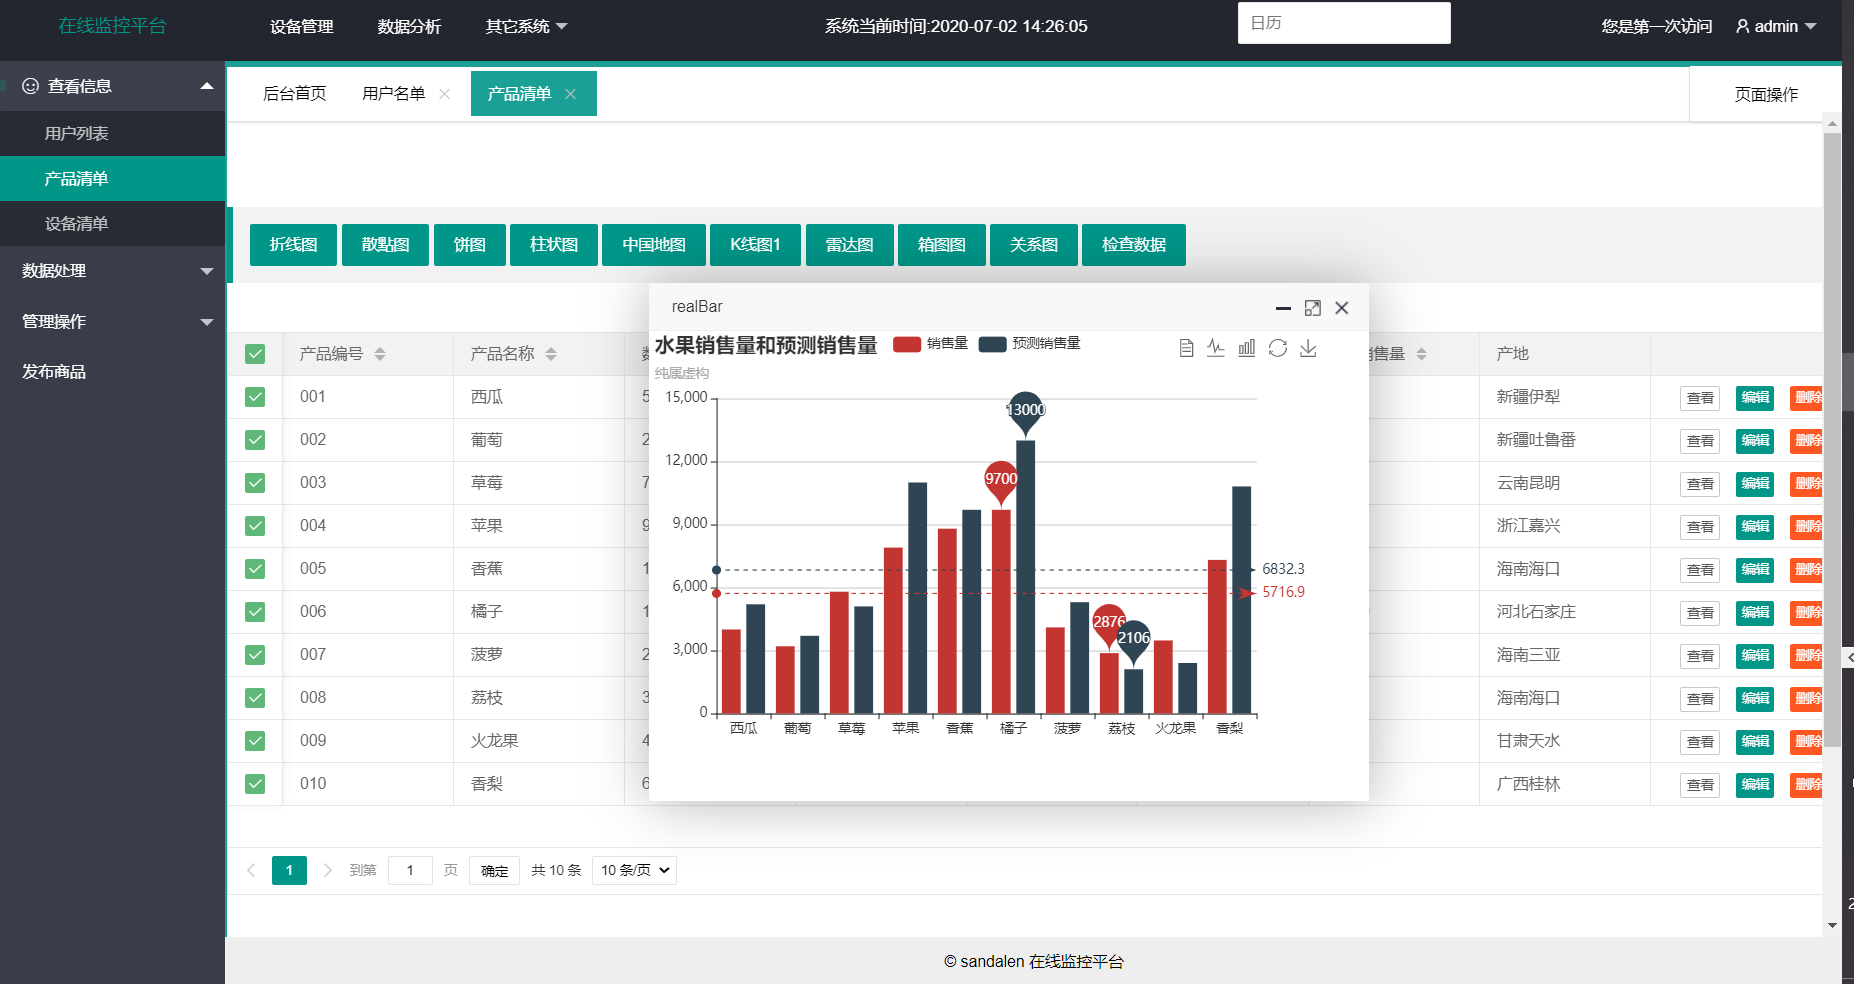 在线监控平台
设备管理
数据分析
其它系统
系统当前时间:2020-07-02 14:26:05
日历
您是第一次访问
admin
查看信息
用户列表
产品清单
设备清单
数据处理
管理操作
发布商品
后台首页
用户名单
产品清单
页面操作
折线图
散點图
饼图
柱状图
中国地图
K线图1
雷达图
箱图图
关系图
检查数据
realBar
水果销售量和预测销售量
销售量
预测销售量
纯属虚构
15,000
12,000
9,000
6,000
3,000
0
13000
9700
2876
2106
6832.3
5716.9
西瓜 葡萄 草莓 苹果 香蕉 橘子 菠萝 荔枝 火龙果 香梨
产品编号 产品名称 售量 产地
001 西瓜 5 新疆伊犁 查看 编辑 删除
002 葡萄 2 新疆吐鲁番 查看 编辑 删除
003 草莓 7 云南昆明 查看 编辑 删除
004 苹果 9 浙江嘉兴 查看 编辑 删除
005 香蕉 1 海南海口 查看 编辑 删除
006 橘子 1 河北石家庄 查看 编辑 删除
007 菠萝 2 海南三亚 查看 编辑 删除
008 荔枝 3 海南海口 查看 编辑 删除
009 火龙果 4 甘肃天水 查看 编辑 删除
010 香梨 6 广西桂林 查看 编辑 删除
1 到第 1 页 确定 共 10 条 10 条/页
© sandalen 在线监控平台